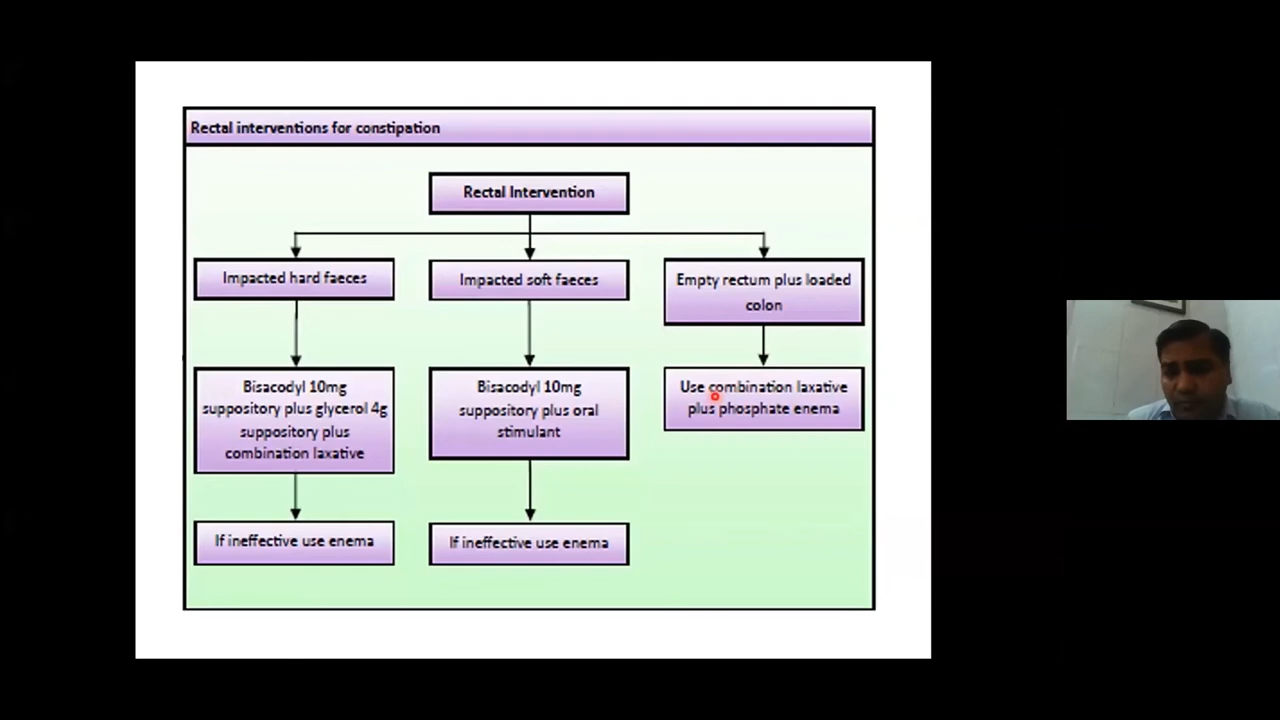 Rectal interventions for constipation
Rectal Intervention
Impacted hard faeces
Impacted soft faeces
Empty rectum plus loaded
colon
Bisacodyl 10mg
suppository plus glycerol 4g
suppository plus
combination laxative
Bisacodyl 10mg
suppository plus oral
stimulant
Use combination laxative
plus phosphate enema
If ineffective use enema
If ineffective use enema